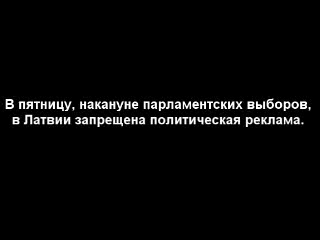 В пятницу, накануне парламентских выборов,
в Латвии запрещена политическая реклама.